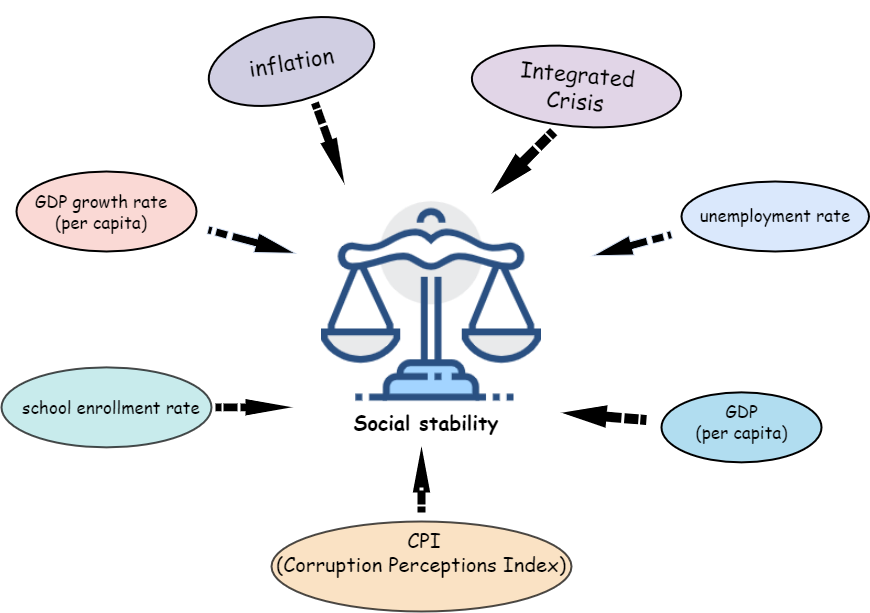 inflation
Integrated
Crisis
GDP growth rate
(per capita)
unemployment rate
school enrollment rate
GDP
(per capita)
Social stability
CPI
(Corruption Perceptions Index)